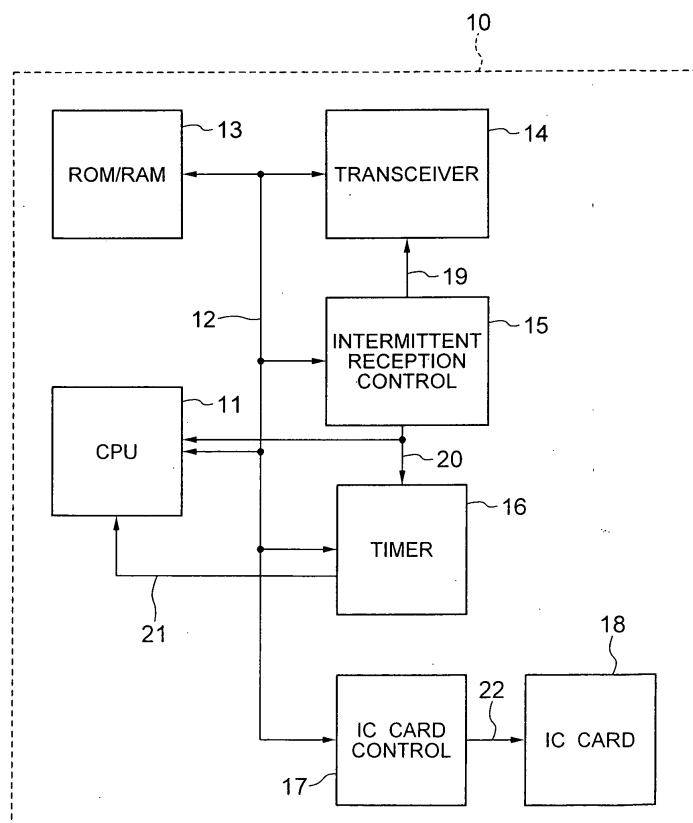 10
ROM/RAM
13
TRANSCEIVER
14
19
12
INTERMITTENT
RECEPTION
CONTROL
15
11
CPU
20
TIMER
16
21
18
IC CARD
CONTROL
22
IC CARD
17